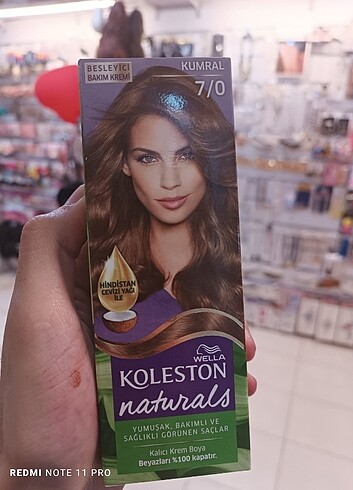 BESLEYİCİ
BAKIM KREMİ
KUMRAL
7/0
HİNDİSTAN
CEVİZİ YAĞI
İLE
WELLA
KOLESTON
naturals
YUMUŞAK, BAKIMLI VE
SAĞLIKLI GÖRÜNEN SAÇLAR
Kalıcı Krem Boya
Beyazları %100 kapatır.
REDMI NOTE 11 PRO